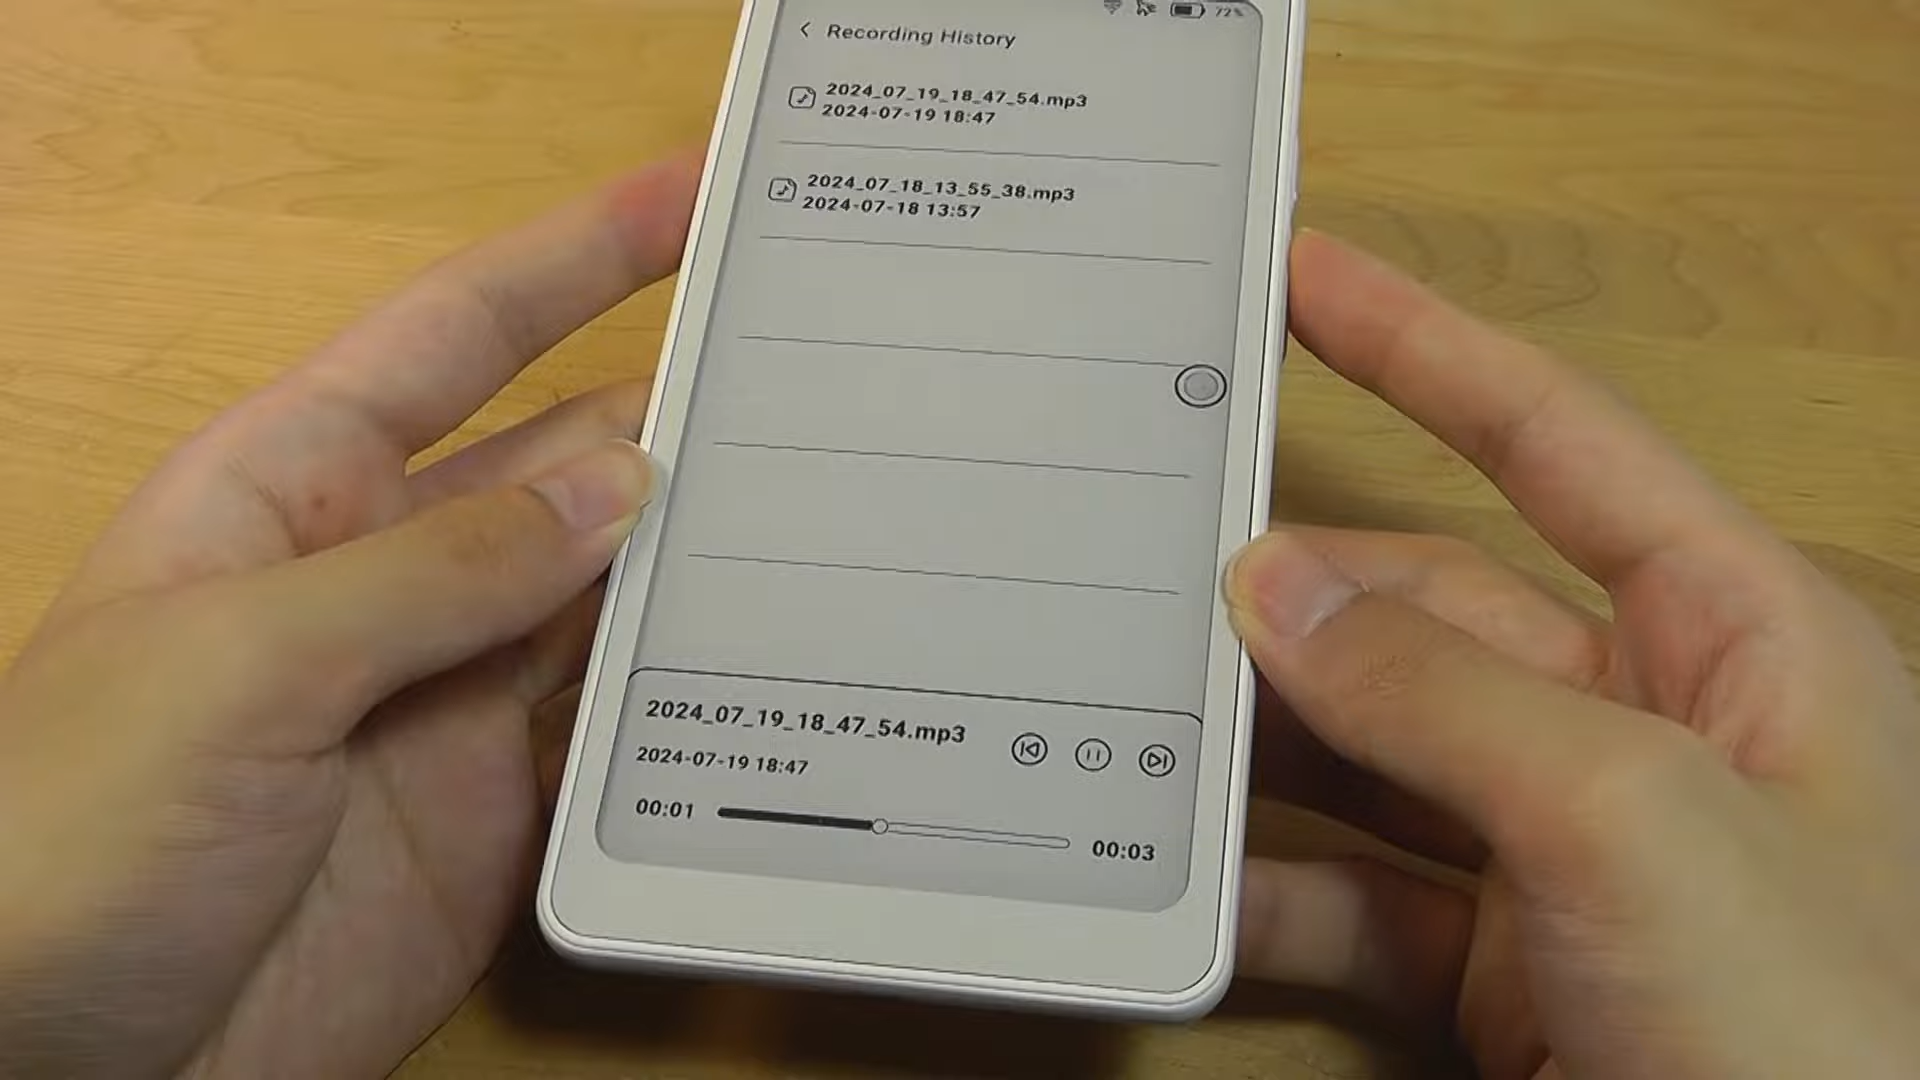 72%
Recording History
2024_07_19_18_47_54.mp3
2024-07-19 18:47
2024_07_18_13_55_38.mp3
2024-07-18 13:57
2024_07_19_18_47_54.mp3
2024-07-19 18:47
00:01
00:03